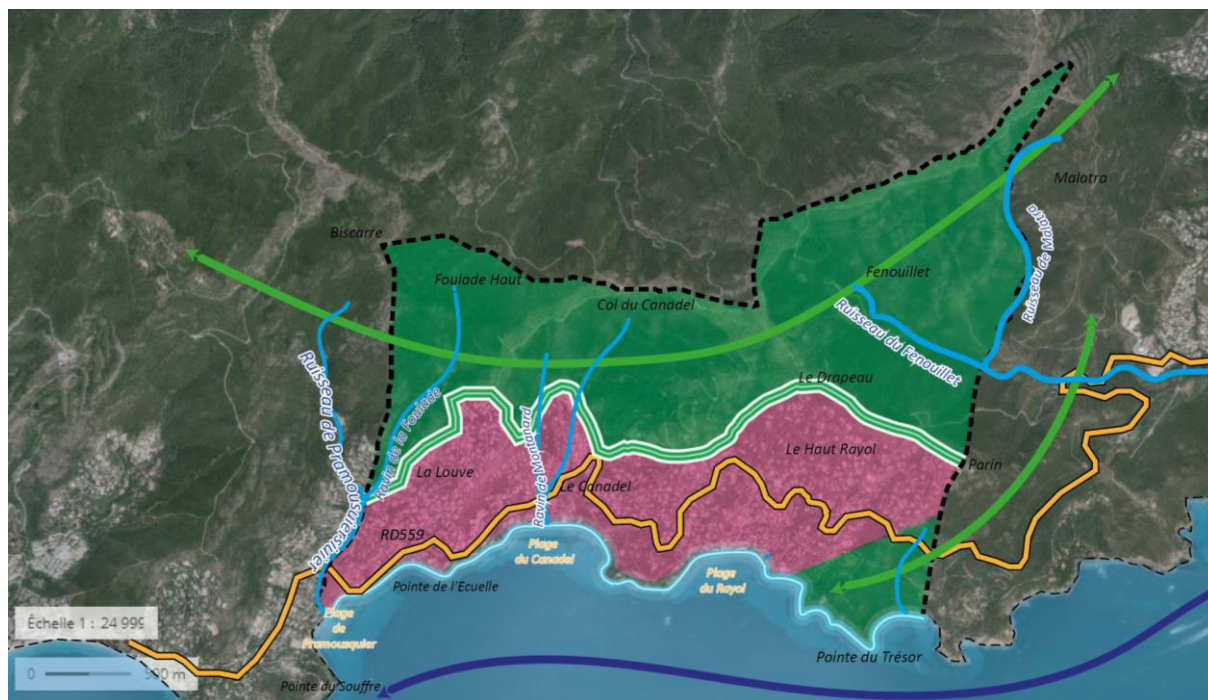 Malatra
Biscarre
Ruisseau de Malatra
Foulade Haut
Fenouillet
Col du Canadel
Ruisseau du Fenouillet
Ruisseau de Pramousquier
Ravin de la Foulade
Le Drapeau
Le Haut Rayol
La Louve
Parin
Ravin de Montanard
Le Canadel
RD559
Plage
du Canadel
Plage
du Rayol
Pointe de l'Ecuelle
Échelle 1 : 24 995
Plage
de
Pramousquier
Pointe du Trésor
0
500 m
Pointe du Souffre